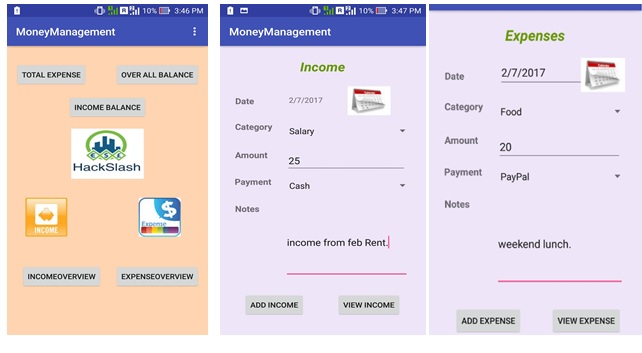 10% 3:46 PM
MoneyManagement
TOTAL EXPENSE OVER ALL BALANCE
INCOME BALANCE
ESE
HackSlash
INCOME
Expense
INCOMEOVERVIEW EXPENSEOVERVIEW
10% 3:47 PM
MoneyManagement
Income
Date 2/7/2017
Category Salary
Amount 25
Payment Cash
Notes
income from feb Rent.
ADD INCOME VIEW INCOME
Expenses
Date 2/7/2017
Category Food
Amount 20
Payment PayPal
Notes
weekend lunch.
ADD EXPENSE VIEW EXPENSE